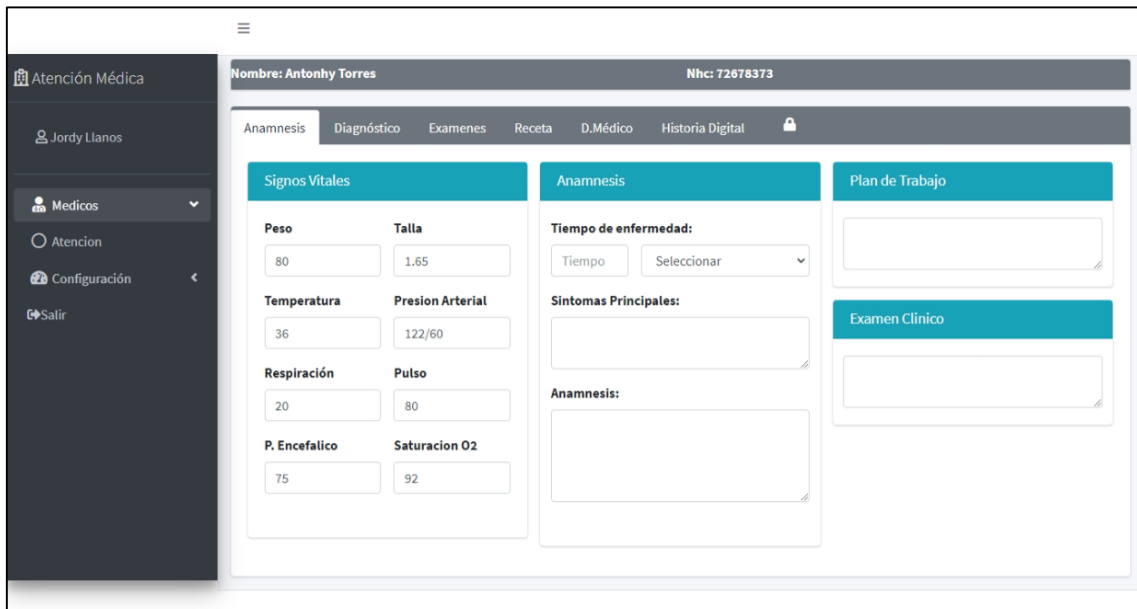 Atención Médica
Jordy Llanos
Medicos
Atencion
Configuración
Salir
Nombre: Antonhy Torres Nhc: 72678373
Anamnesis Diagnóstico Examenes Receta D.Médico Historia Digital
Signos Vitales
Peso Talla
80 1.65
Temperatura Presion Arterial
36 122/60
Respiración Pulso
20 80
P. Encefalico Saturacion O2
75 92
Anamnesis
Tiempo de enfermedad:
Tiempo Seleccionar
Sintomas Principales:
Anamnesis:
Plan de Trabajo
Examen Clinico